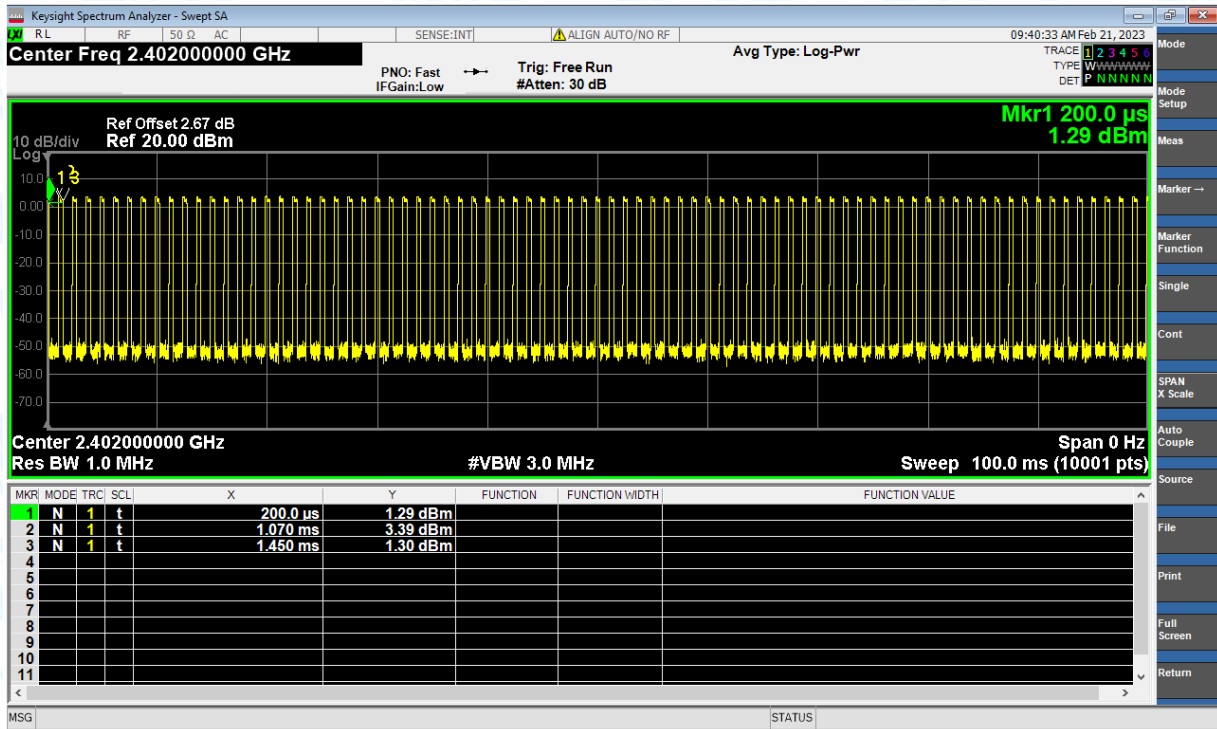 Keysight Spectrum Analyzer - Swept SA
LXI RL RF 50 Ω AC SENSE:INT ALIGN AUTO/NO RF 09:40:33 AM Feb 21, 2023
Center Freq 2.402000000 GHz Avg Type: Log-Pwr TRACE 1 2 3 4 5 6
PNO: Fast Trig: Free Run TYPE WWWWWW
IFGain:Low #Atten: 30 dB DET P N N N N N
Mkr1 200.0 µs
1.29 dBm
Ref Offset 2.67 dB
10 dB/div Ref 20.00 dBm
Log
10.0
0.00
-10.0
-20.0
-30.0
-40.0
-50.0
-60.0
-70.0
1 2 3
Center 2.402000000 GHz Span 0 Hz
Res BW 1.0 MHz #VBW 3.0 MHz Sweep 100.0 ms (10001 pts)
MKR MODE TRC SCL X Y FUNCTION FUNCTION WIDTH FUNCTION VALUE
1 N 1 t 200.0 µs 1.29 dBm
2 N 1 t 1.070 ms 3.39 dBm
3 N 1 t 1.450 ms 1.30 dBm
4
5
6
7
8
9
10
11
MSG STATUS
Mode
Mode
Setup
Meas
Marker→
Marker
Function
Single
Cont
SPAN
X Scale
Auto
Couple
Source
File
Print
Full
Screen
Return